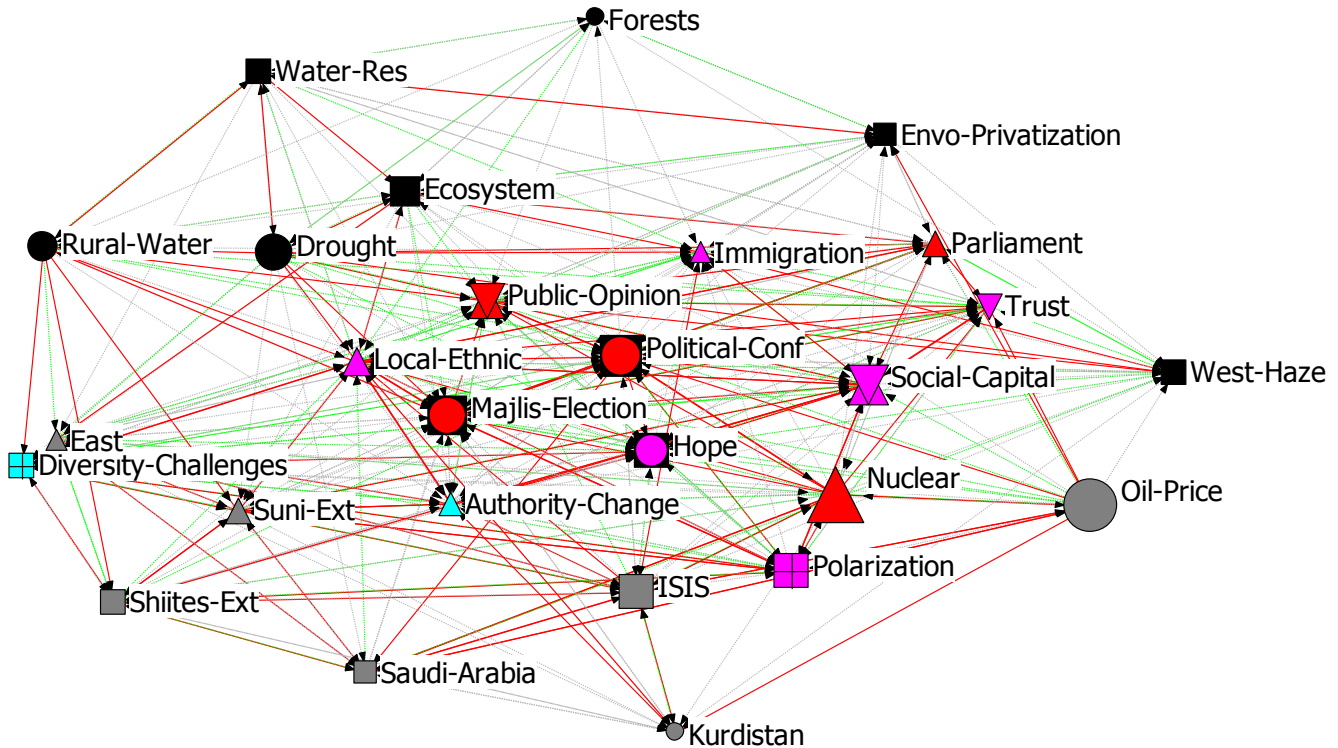 Forests
Water-Res
Envo-Privatization
Ecosystem
Rural-Water
Drought
Immigration
Parliament
Public-Opinion
Trust
Local-Ethnic
Political-Conf
Social-Capital
West-Haze
Majlis-Election
East
Hope
Diversity-Challenges
Nuclear
Oil-Price
Suni-Ext
Authority-Change
Polarization
ISIS
Shiites-Ext
Saudi-Arabia
Kurdistan